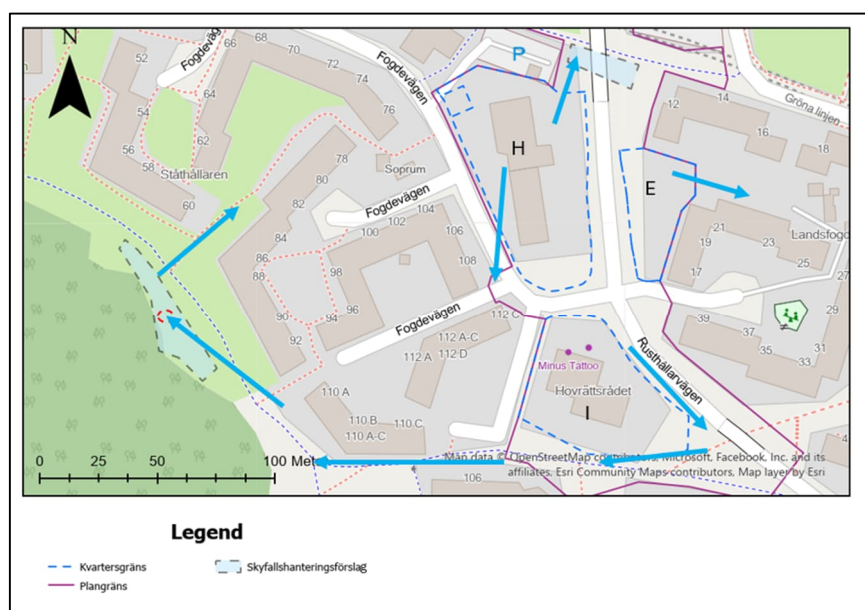 N
52
66
68
70
72
74
76
Fogdeväg
Fogdevägen
P
54
64
62
56
58
60
Ståthållaren
78
80
82
84
86
88
90
92
Soprum
Fogdevägen
102
104
106
108
100
98
96
94
Fogdevägen
112 C
112 A-C
112 D
112 A
110 A
110 B
110 C
110 A-C
106
H
E
12
14
16
18
Gröna linjen
19
21
23
25
27
17
Landsfogd
29
31
33
35
37
39
Minus Tattoo
Hovrättsrådet
I
Rusthållarvägen
0 25 50 100 Met
Map data © OpenStreetMap contributors, Microsoft, Facebook, Inc. and its
affiliates, Esri Community Maps contributors, Map layer by Esri
Legend
Kvartersgräns
Skyfallshanteringsförslag
Plangräns